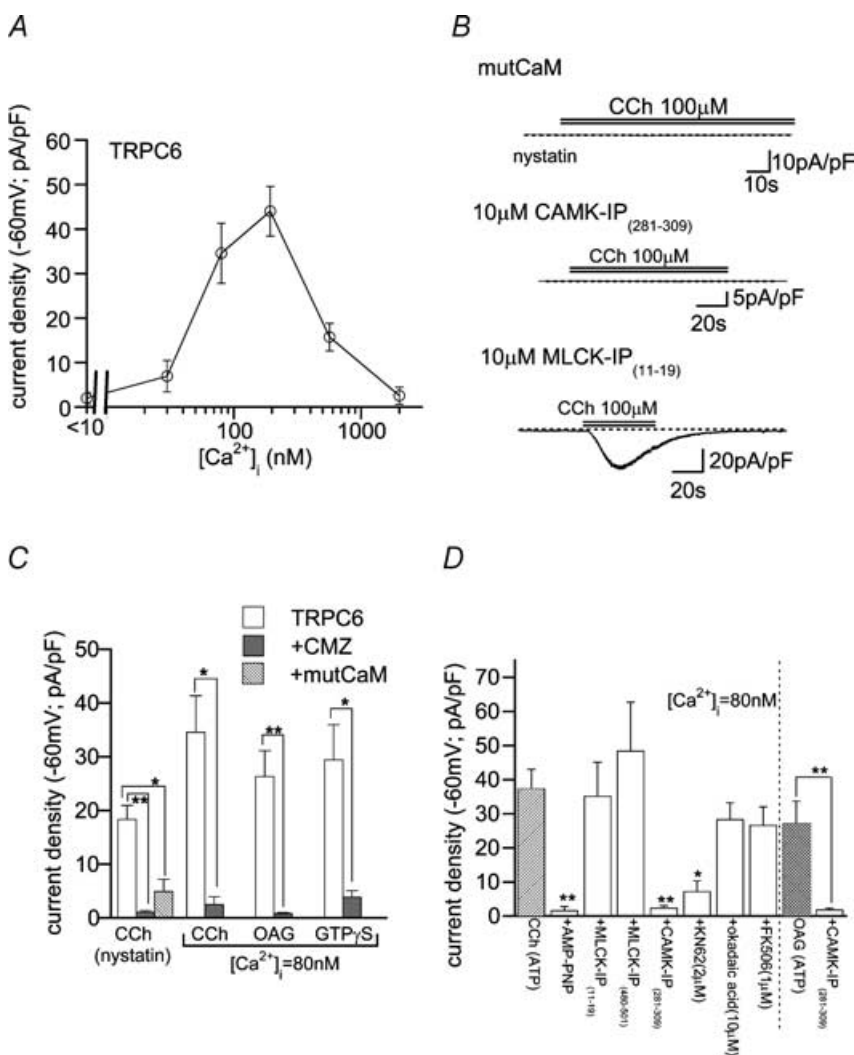 A
TRPC6
current density (-60mV; pA/pF)
60
50
40
30
20
10
0
<10
100
1000
[Ca2+]i (nM)
B
mutCaM
CCh 100µM
nystatin
10pA/pF
10s
10µM CAMK-IP(281-309)
CCh 100µM
5pA/pF
20s
10µM MLCK-IP(11-19)
CCh 100µM
20pA/pF
20s
C
TRPC6
+CMZ
+mutCaM
current density (-60mV; pA/pF)
50
40
30
20
10
0
**
*
*
**
*
CCh (nystatin)
CCh
OAG
GTPγS
[Ca2+]i=80nM
D
current density (-60mV; pA/pF)
70
60
50
40
30
20
10
0
[Ca2+]i=80nM
**
**
*
**
CCh (ATP)
+AMP-PNP
+MLCK-IP (11-19)
+MLCK-IP (480-501)
+CAMK-IP (281-309)
+KN62(2µM)
+okadaic acid(10µM)
+FK506(1µM)
OAG (ATP)
+CAMK-IP (281-309)